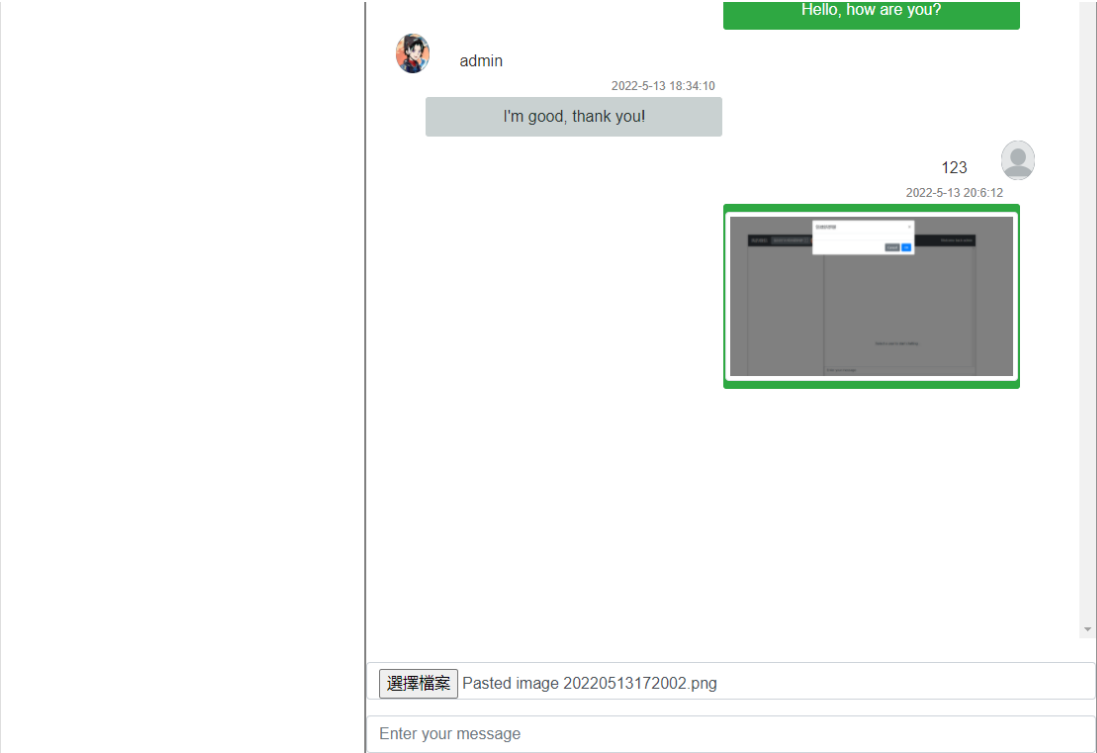 Hello, how are you?
admin
2022-5-13 18:34:10
I'm good, thank you!
123
2022-5-13 20:6:12
選擇檔案 Pasted image 20220513172002.png
Enter your message